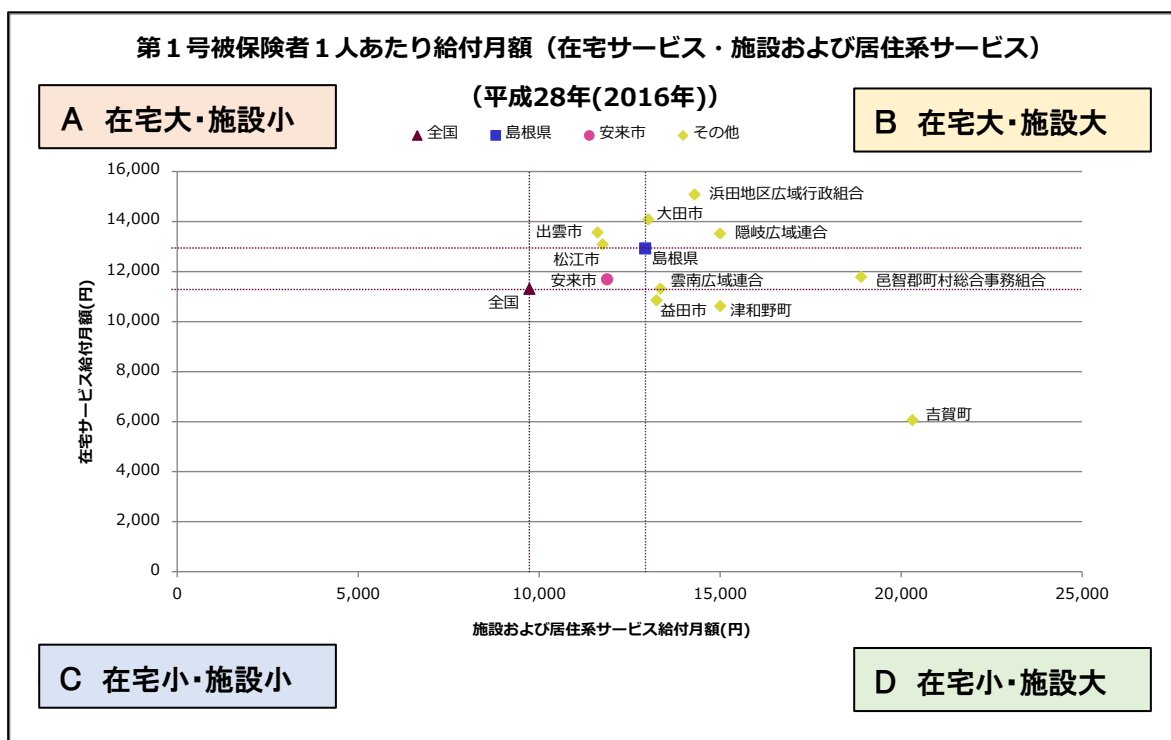 第１号被保険者１人あたり給付月額（在宅サービス・施設および居住系サービス）
（平成28年(2016年)）
A 在宅大・施設小
B 在宅大・施設大
全国 島根県 安来市 その他
16,000
14,000
12,000
10,000
8,000
6,000
4,000
2,000
0
在宅サービス給付月額(円)
浜田地区広域行政組合
大田市
出雲市
隠岐広域連合
松江市
島根県
安来市
雲南広域連合
邑智郡町村総合事務組合
全国
益田市
津和野町
吉賀町
0 5,000 10,000 15,000 20,000 25,000
施設および居住系サービス給付月額(円)
C 在宅小・施設小
D 在宅小・施設大